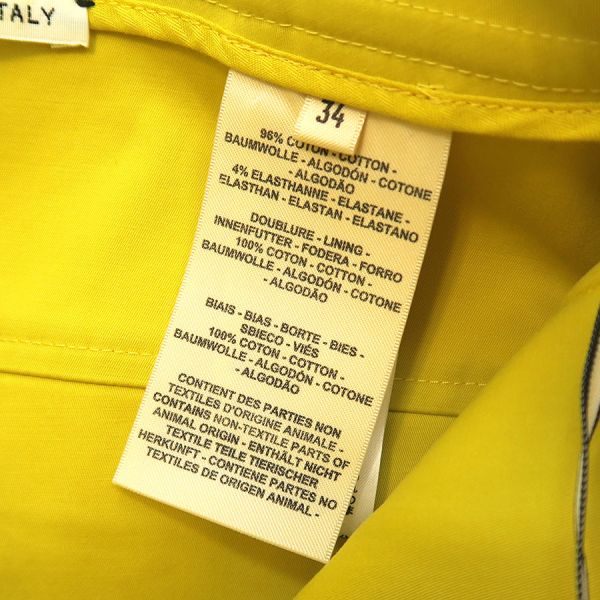 ITALY
34
96% COTON - COTTON -
BAUMWOLLE - ALGODÓN - COTONE
- ALGODÃO
4% ELASTHANNE - ELASTANE -
ELASTHAN - ELASTAN - ELASTANO
DOUBLURE - LINING -
INNENFUTTER - FODERA - FORRO
100% COTON - COTTON -
BAUMWOLLE - ALGODÓN - COTONE
- ALGODÃO
BIAIS - BIAS - BORTE - BIES -
SBIECO - VIÉS
100% COTON - COTTON -
BAUMWOLLE - ALGODÓN - COTONE
- ALGODÃO
CONTIENT DES PARTIES NON
TEXTILES D'ORIGINE ANIMALE -
CONTAINS NON-TEXTILE PARTS OF
ANIMAL ORIGIN - ENTHÄLT NICHT
TEXTILE TEILE TIERISCHER
HERKUNFT - CONTIENE PARTES NO
TEXTILES DE ORIGEN ANIMAL -